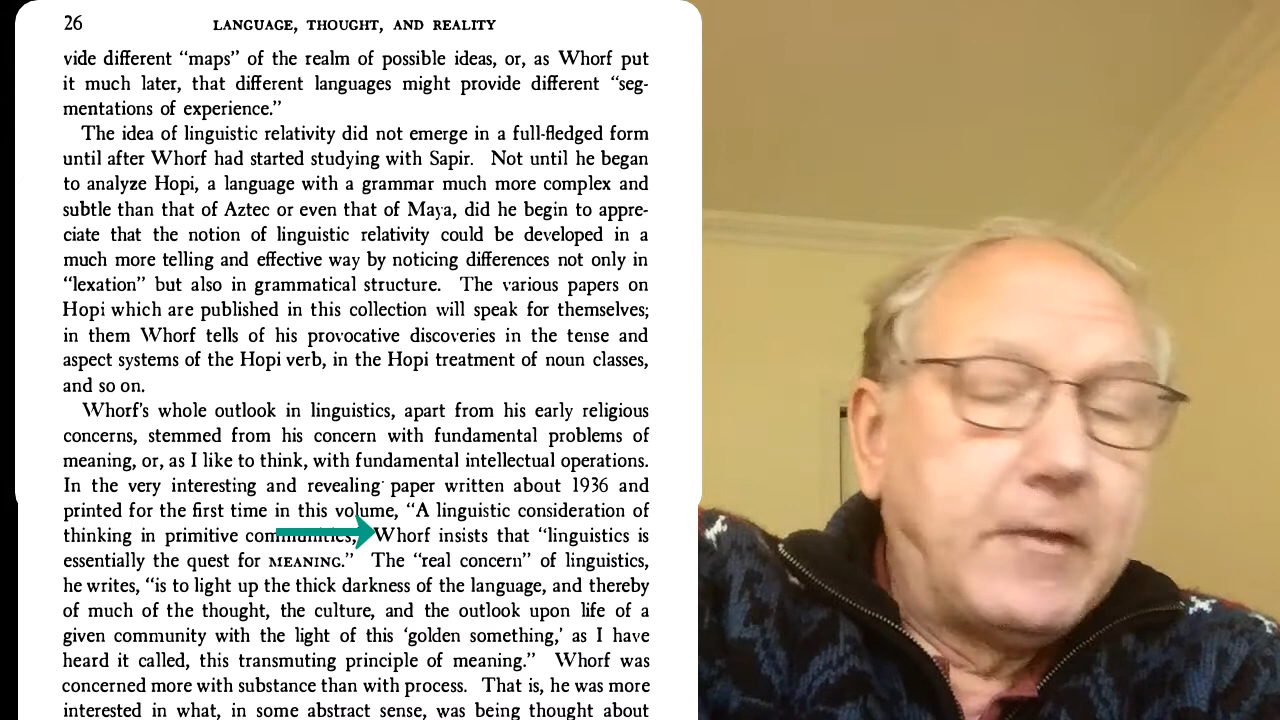 26 LANGUAGE, THOUGHT, AND REALITY
vide different “maps” of the realm of possible ideas, or, as Whorf put
it much later, that different languages might provide different “seg-
mentations of experience.”
The idea of linguistic relativity did not emerge in a full-fledged form
until after Whorf had started studying with Sapir. Not until he began
to analyze Hopi, a language with a grammar much more complex and
subtle than that of Aztec or even that of Maya, did he begin to appre-
ciate that the notion of linguistic relativity could be developed in a
much more telling and effective way by noticing differences not only in
“lexation” but also in grammatical structure. The various papers on
Hopi which are published in this collection will speak for themselves;
in them Whorf tells of his provocative discoveries in the tense and
aspect systems of the Hopi verb, in the Hopi treatment of noun classes,
and so on.
Whorf's whole outlook in linguistics, apart from his early religious
concerns, stemmed from his concern with fundamental problems of
meaning, or, as I like to think, with fundamental intellectual operations.
In the very interesting and revealing paper written about 1936 and
printed for the first time in this volume, “A linguistic consideration of
thinking in primitive communities,” Whorf insists that “linguistics is
essentially the quest for MEANING.” The “real concern” of linguistics,
he writes, “is to light up the thick darkness of the language, and thereby
of much of the thought, the culture, and the outlook upon life of a
given community with the light of this ‘golden something,’ as I have
heard it called, this transmuting principle of meaning.” Whorf was
concerned more with substance than with process. That is, he was more
interested in what, in some abstract sense, was being thought about